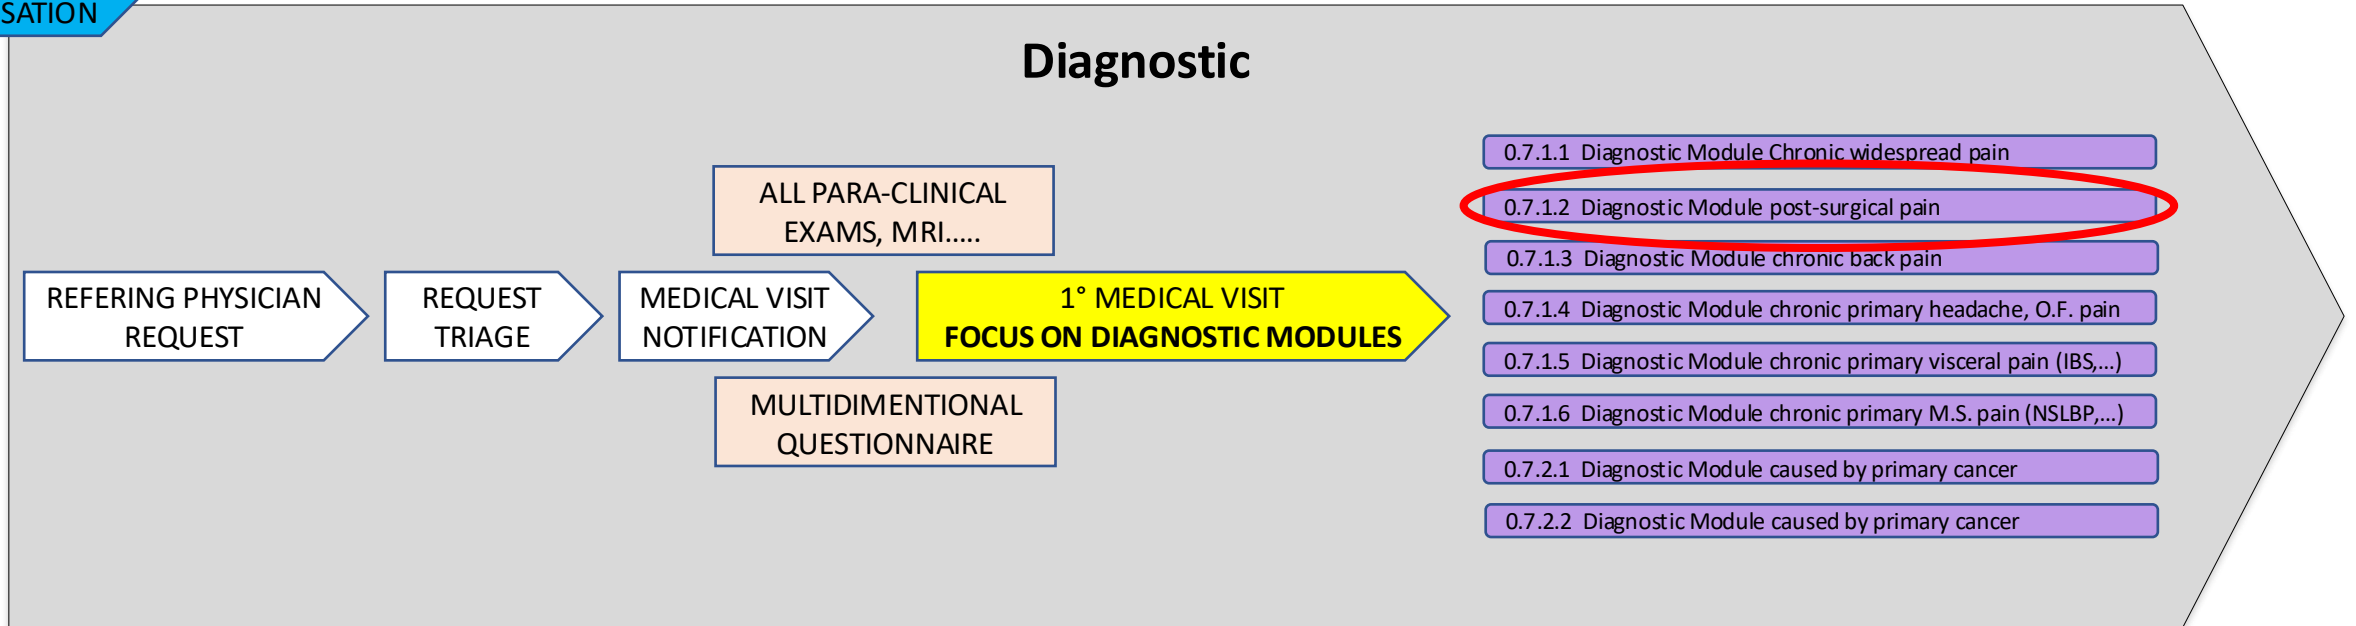 SATION
Diagnostic
ALL PARA-CLINICAL
EXAMS, MRI.....
REFERING PHYSICIAN
REQUEST
REQUEST
TRIAGE
MEDICAL VISIT
NOTIFICATION
1° MEDICAL VISIT
FOCUS ON DIAGNOSTIC MODULES
MULTIDIMENTIONAL
QUESTIONNAIRE
0.7.1.1 Diagnostic Module Chronic widespread pain
0.7.1.2 Diagnostic Module post-surgical pain
0.7.1.3 Diagnostic Module chronic back pain
0.7.1.4 Diagnostic Module chronic primary headache, O.F. pain
0.7.1.5 Diagnostic Module chronic primary visceral pain (IBS,...)
0.7.1.6 Diagnostic Module chronic primary M.S. pain (NSLBP,...)
0.7.2.1 Diagnostic Module caused by primary cancer
0.7.2.2 Diagnostic Module caused by primary cancer